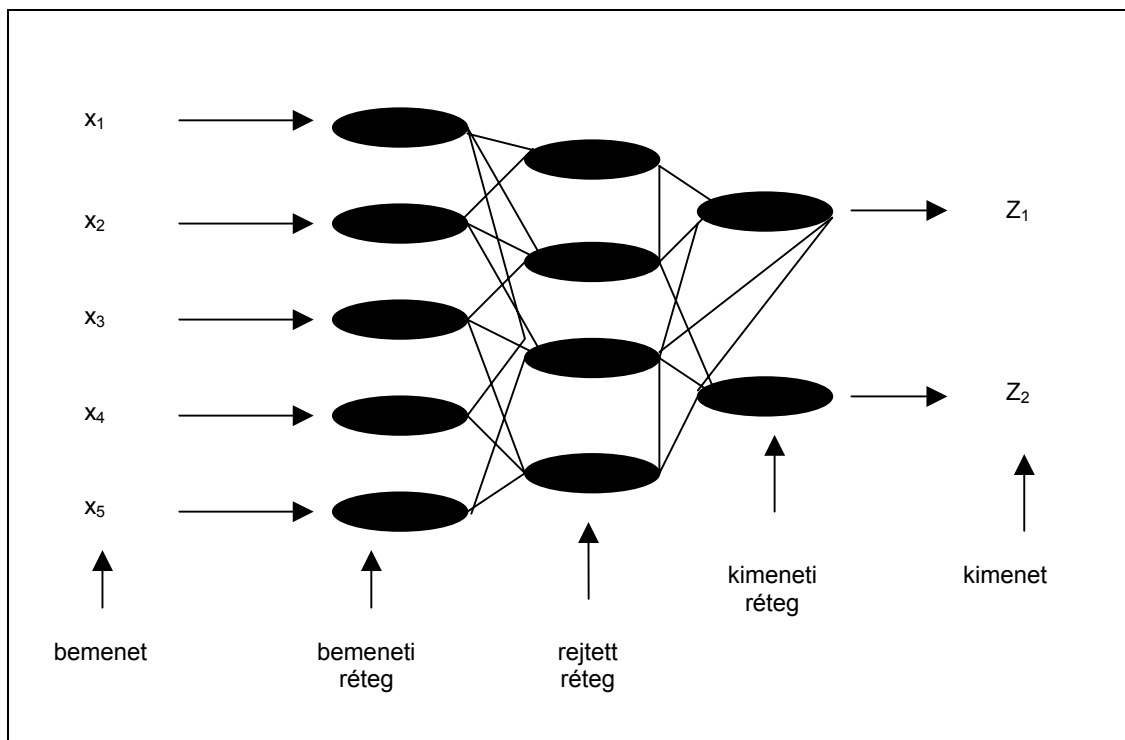 x₁
x₂
x₃
x₄
x₅
Z₁
Z₂
bemenet
bemeneti
réteg
rejtett
réteg
kimeneti
réteg
kimenet